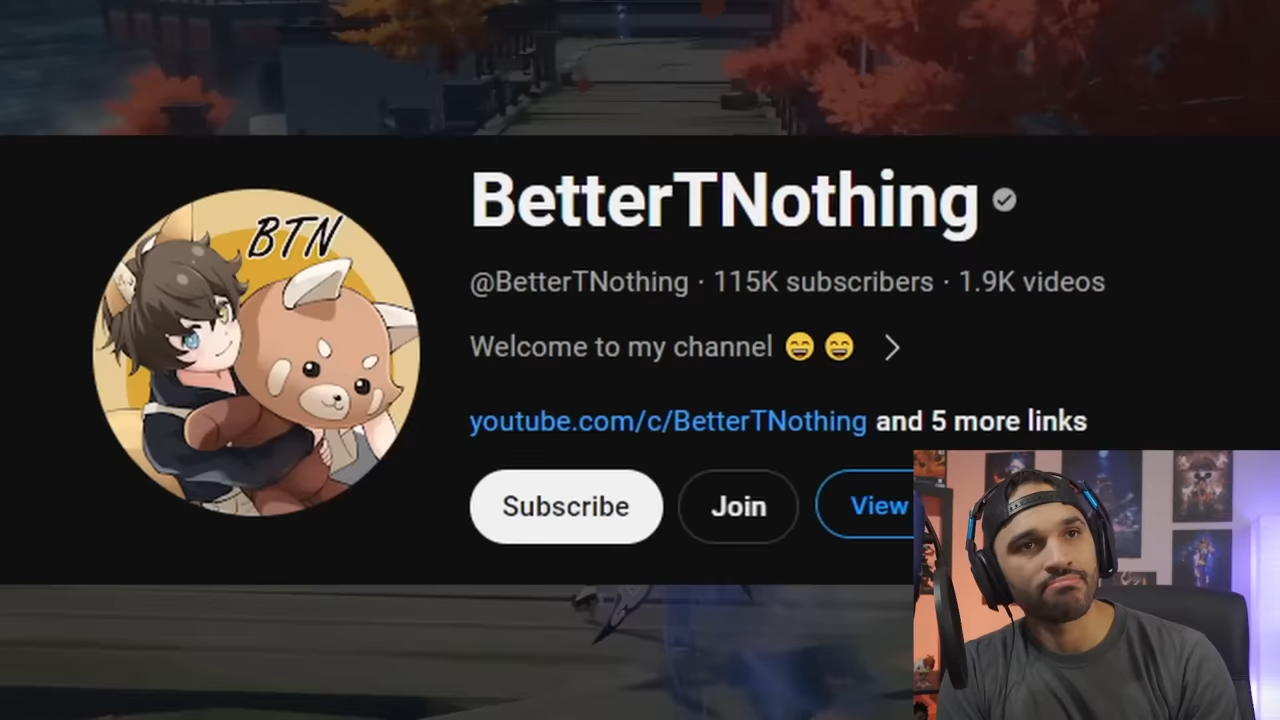 BTN
BetterTNothing
@BetterTNothing · 115K subscribers · 1.9K videos
Welcome to my channel 😄 😄 >
youtube.com/c/BetterTNothing and 5 more links
Subscribe Join View